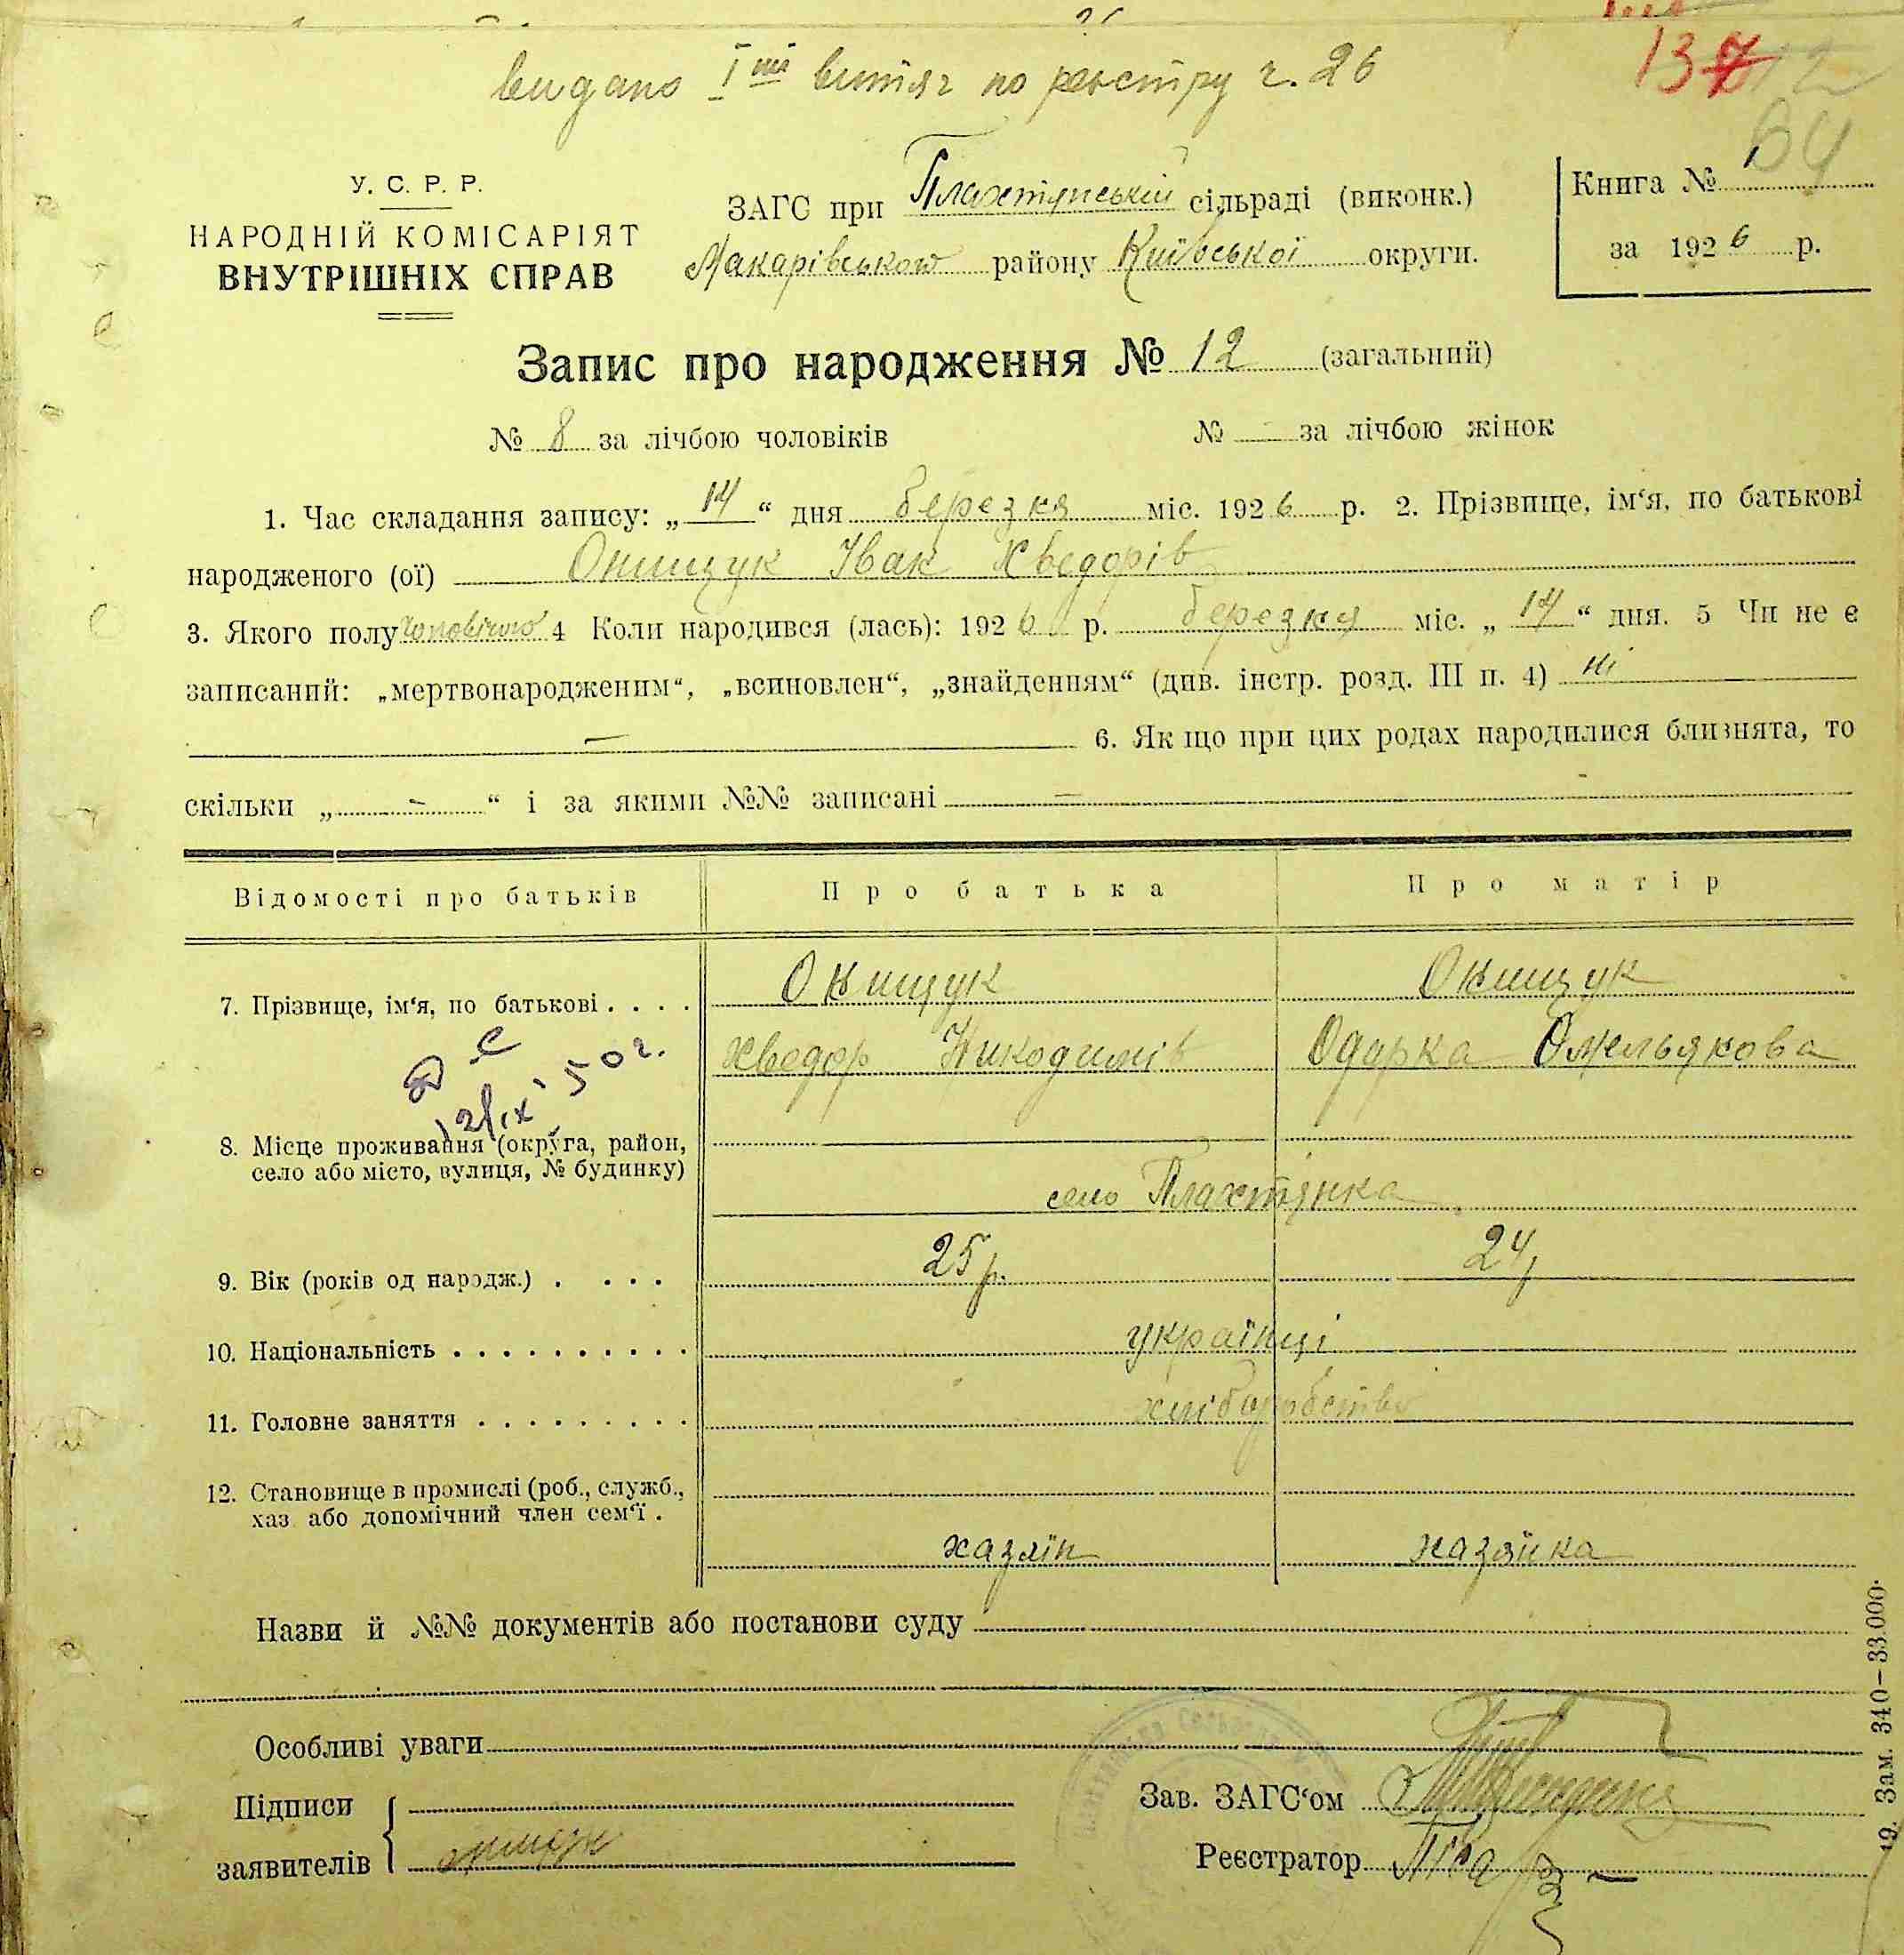 видано І ший витяг по реєстру ч. 26
137 12
64
У. С. Р. Р.
НАРОДНІЙ КОМІСАРІЯТ
ВНУТРІШНІХ СПРАВ
ЗАГС при Плахтянській сільраді (виконк.)
Макарівського району Київської округи.
Книга №
за 1926 р.
Запис про народження № 12 (загальний)
№ 8 за лічбою чоловіків № – за лічбою жінок
1. Час складання запису: „14“ дня березня міс. 1926 р. 2. Прізвище, ім‘я, по батькові
народженого (ої) Онищук Іван Хведорів
3. Якого полу чоловічого 4 Коли народився (лась): 1926 р. березня міс. „14“ дня. 5 Чи не є
записаний: „мертвонародженим“, „всиновлен“, „знайденням“ (див. інстр. розд. III п. 4) ні
– 6. Як що при цих родах народилися близнята, то
скільки „ – “ і за якими №№ записані –
Відомості про батьків Про батька Про матір
Онищук Онищук
7. Прізвище, ім‘я, по батькові . . . .
Хведор Никодимів Одарка Омельянова
2/ІХ 50 г.
8. Місце проживання (округа, район,
село або місто, вулиця, № будинку)
село Плахтянка
9. Вік (років од народж.) . . . . 25 р. 24 р
10. Національність . . . . . . . . . . українці
11. Головне заняття . . . . . . . . . хліборобство
12. Становище в промислі (роб., служб.,
хаз або допомічний член сем‘ї .
хазяїн хазяйка
Назви й №№ документів або постанови суду
Особливі уваги
Підписи
заявителів Онищук
Зав. ЗАГС‘ом
Реєстратор
19. Зам. 340–33.000.